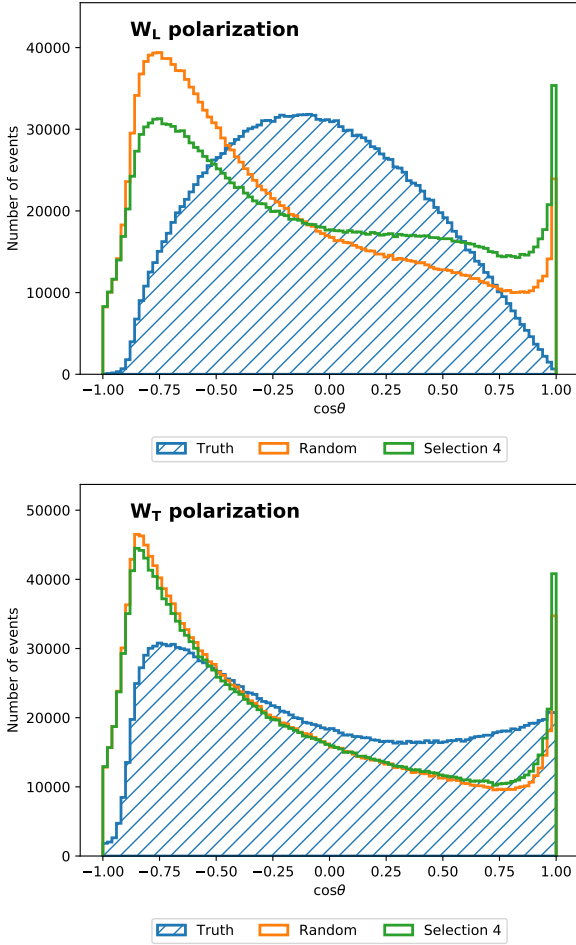 W_L polarization
40000
30000
20000
10000
0
Number of events
−1.00 −0.75 −0.50 −0.25 0.00 0.25 0.50 0.75 1.00
cosθ
Truth Random Selection 4
W_T polarization
50000
40000
30000
20000
10000
0
Number of events
−1.00 −0.75 −0.50 −0.25 0.00 0.25 0.50 0.75 1.00
cosθ
Truth Random Selection 4